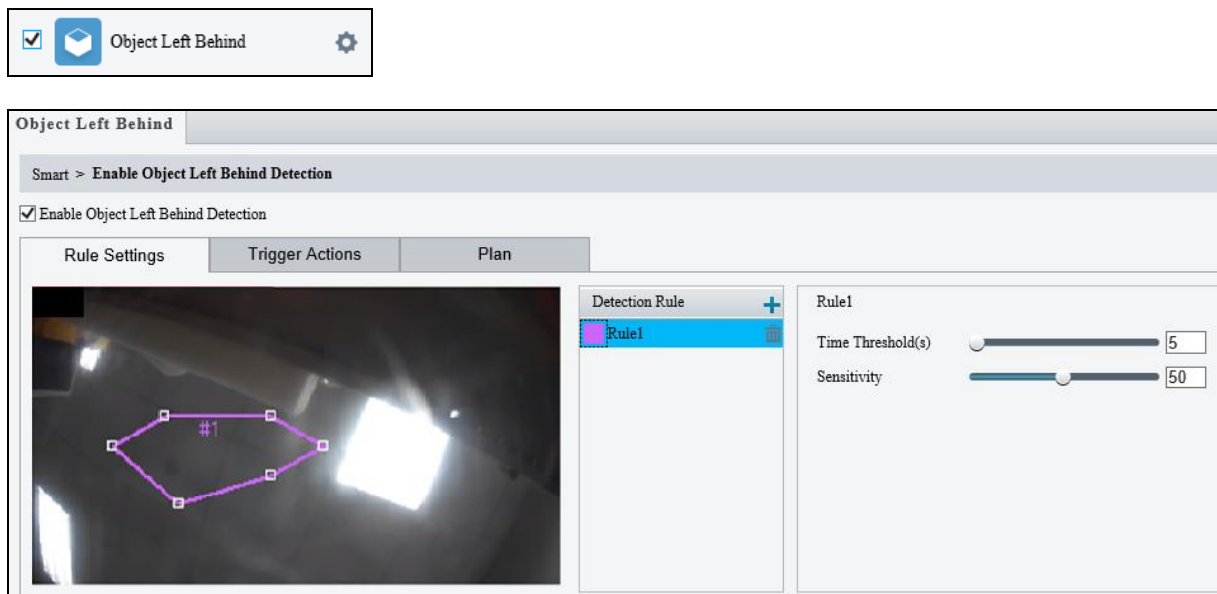 Object Left Behind
Object Left Behind
Smart > Enable Object Left Behind Detection
Enable Object Left Behind Detection
Rule Settings
Trigger Actions
Plan
#1
Detection Rule
Rule1
Rule1
Time Threshold(s) 5
Sensitivity 50